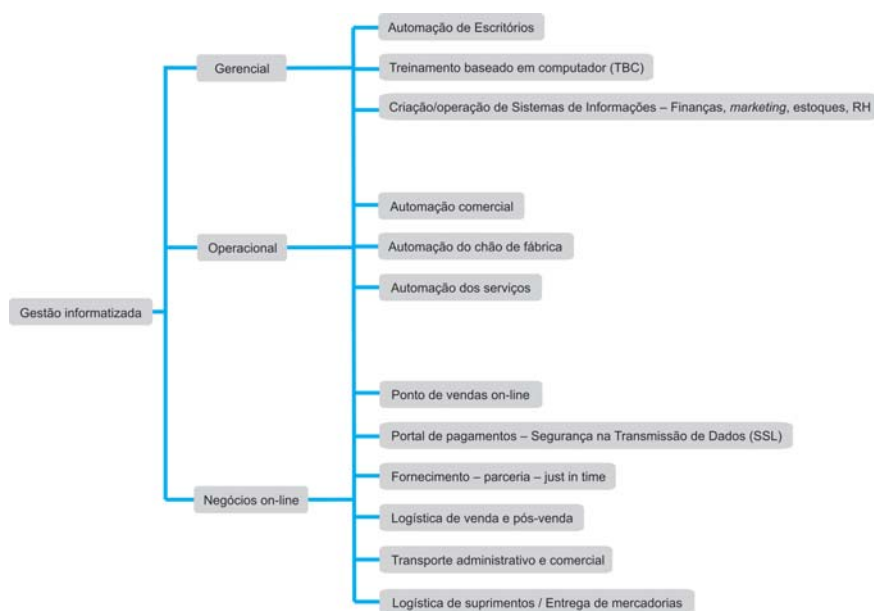 Gestão informatizada
Gerencial
Automação de Escritórios
Treinamento baseado em computador (TBC)
Criação/operação de Sistemas de Informações – Finanças, marketing, estoques, RH
Operacional
Automação comercial
Automação do chão de fábrica
Automação dos serviços
Negócios on-line
Ponto de vendas on-line
Portal de pagamentos – Segurança na Transmissão de Dados (SSL)
Fornecimento – parceria – just in time
Logística de venda e pós-venda
Transporte administrativo e comercial
Logística de suprimentos / Entrega de mercadorias